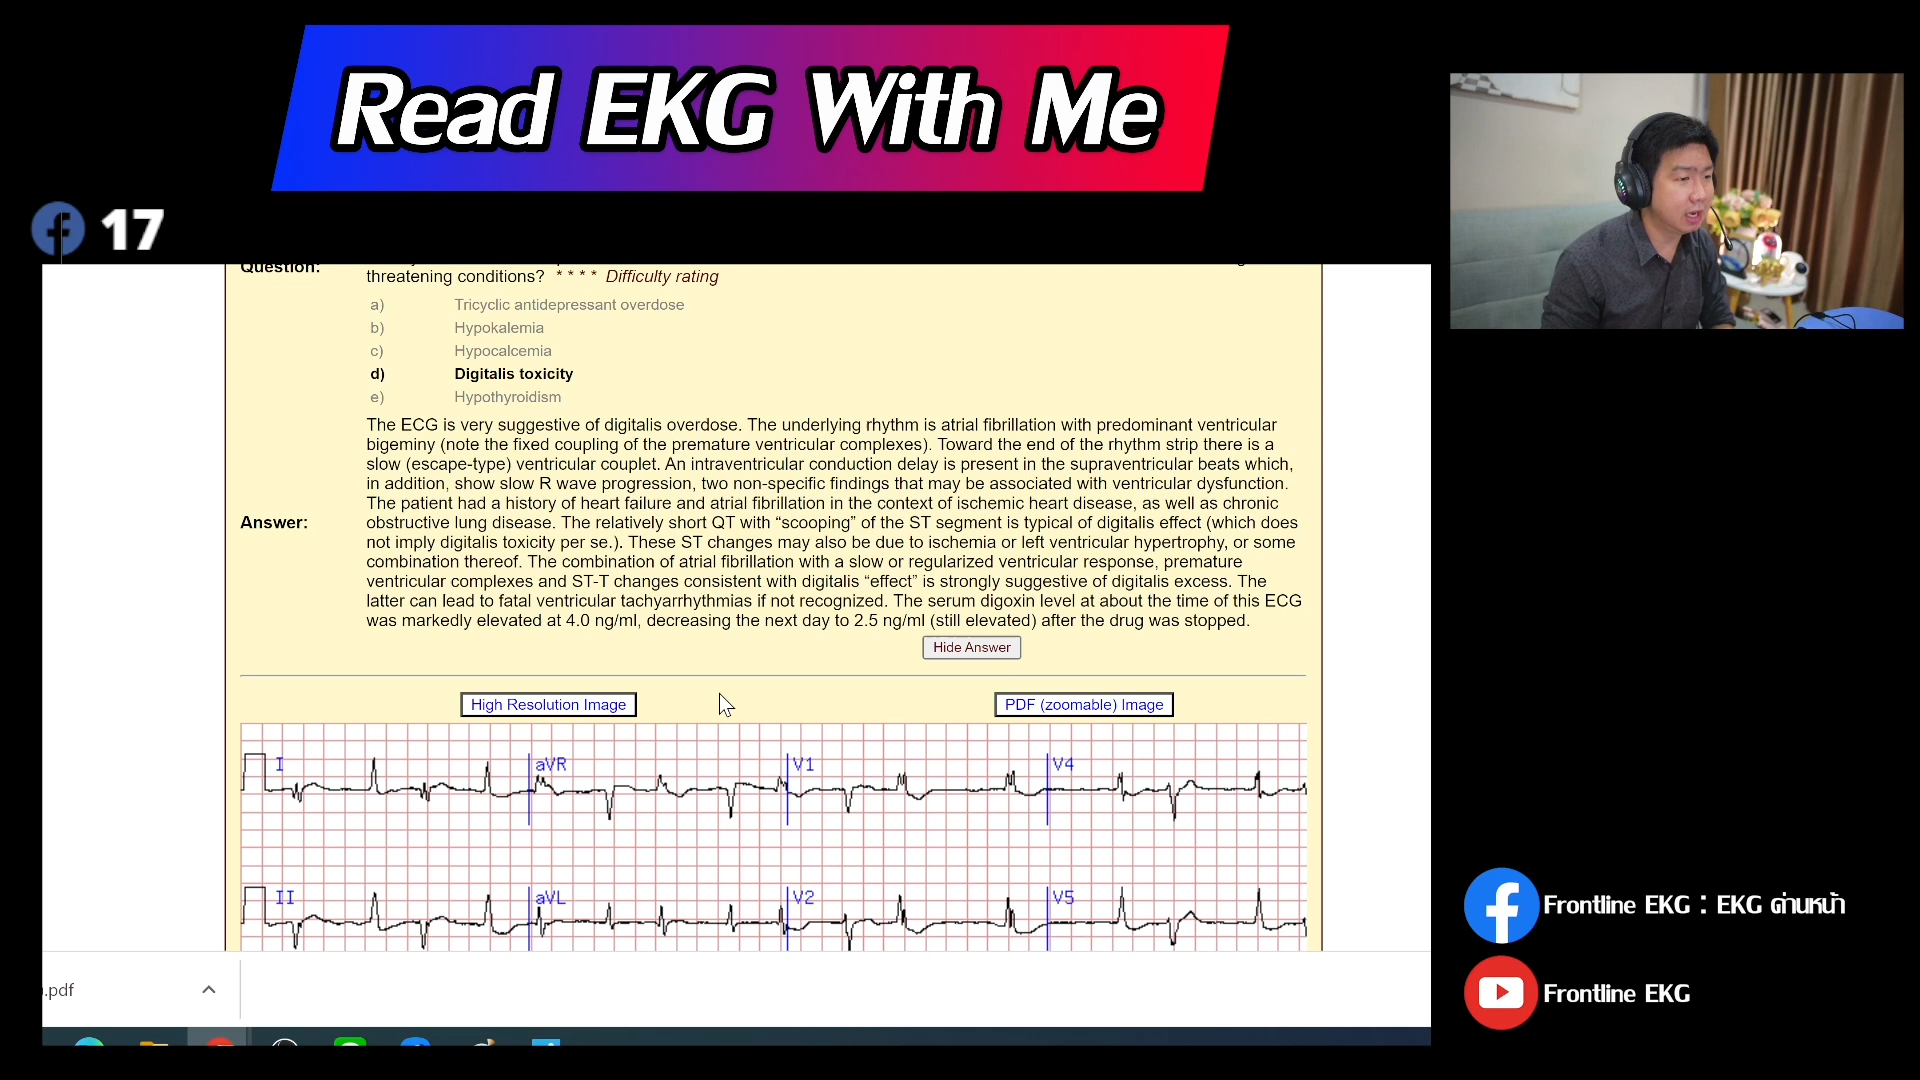 Read EKG With Me
17
Question:
threatening conditions? * * * * Difficulty rating
a) Tricyclic antidepressant overdose
b) Hypokalemia
c) Hypocalcemia
d) Digitalis toxicity
e) Hypothyroidism
Answer:
The ECG is very suggestive of digitalis overdose. The underlying rhythm is atrial fibrillation with predominant ventricular
bigeminy (note the fixed coupling of the premature ventricular complexes). Toward the end of the rhythm strip there is a
slow (escape-type) ventricular couplet. An intraventricular conduction delay is present in the supraventricular beats which,
in addition, show slow R wave progression, two non-specific findings that may be associated with ventricular dysfunction.
The patient had a history of heart failure and atrial fibrillation in the context of ischemic heart disease, as well as chronic
obstructive lung disease. The relatively short QT with “scooping” of the ST segment is typical of digitalis effect (which does
not imply digitalis toxicity per se.). These ST changes may also be due to ischemia or left ventricular hypertrophy, or some
combination thereof. The combination of atrial fibrillation with a slow or regularized ventricular response, premature
ventricular complexes and ST-T changes consistent with digitalis “effect” is strongly suggestive of digitalis excess. The
latter can lead to fatal ventricular tachyarrhythmias if not recognized. The serum digoxin level at about the time of this ECG
was markedly elevated at 4.0 ng/ml, decreasing the next day to 2.5 ng/ml (still elevated) after the drug was stopped.
Hide Answer
High Resolution Image
PDF (zoomable) Image
I aVR V1 V4
II aVL V2 V5
.pdf
Frontline EKG : EKG ด่านหน้า
Frontline EKG